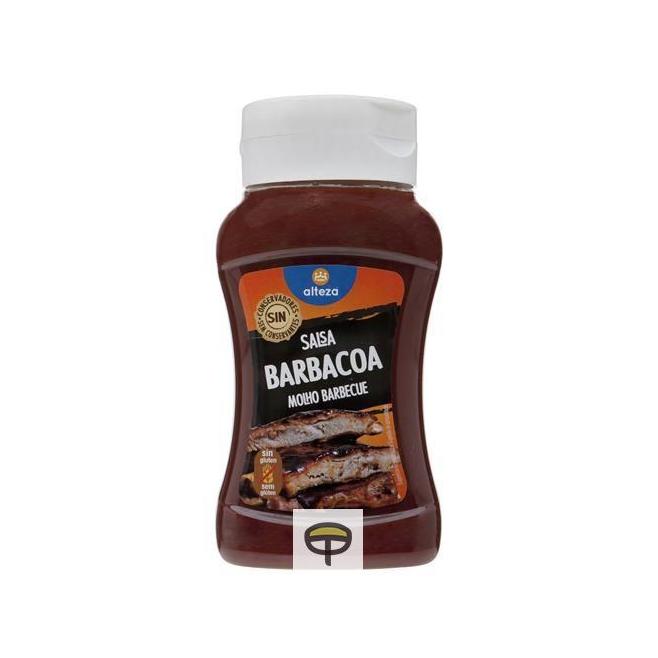 alteza
CONSERVADORES
SIN
SEM CONSERVANTES
SALSA
BARBACOA
MOLHO BARBECUE
sin
gluten
sem
glúten